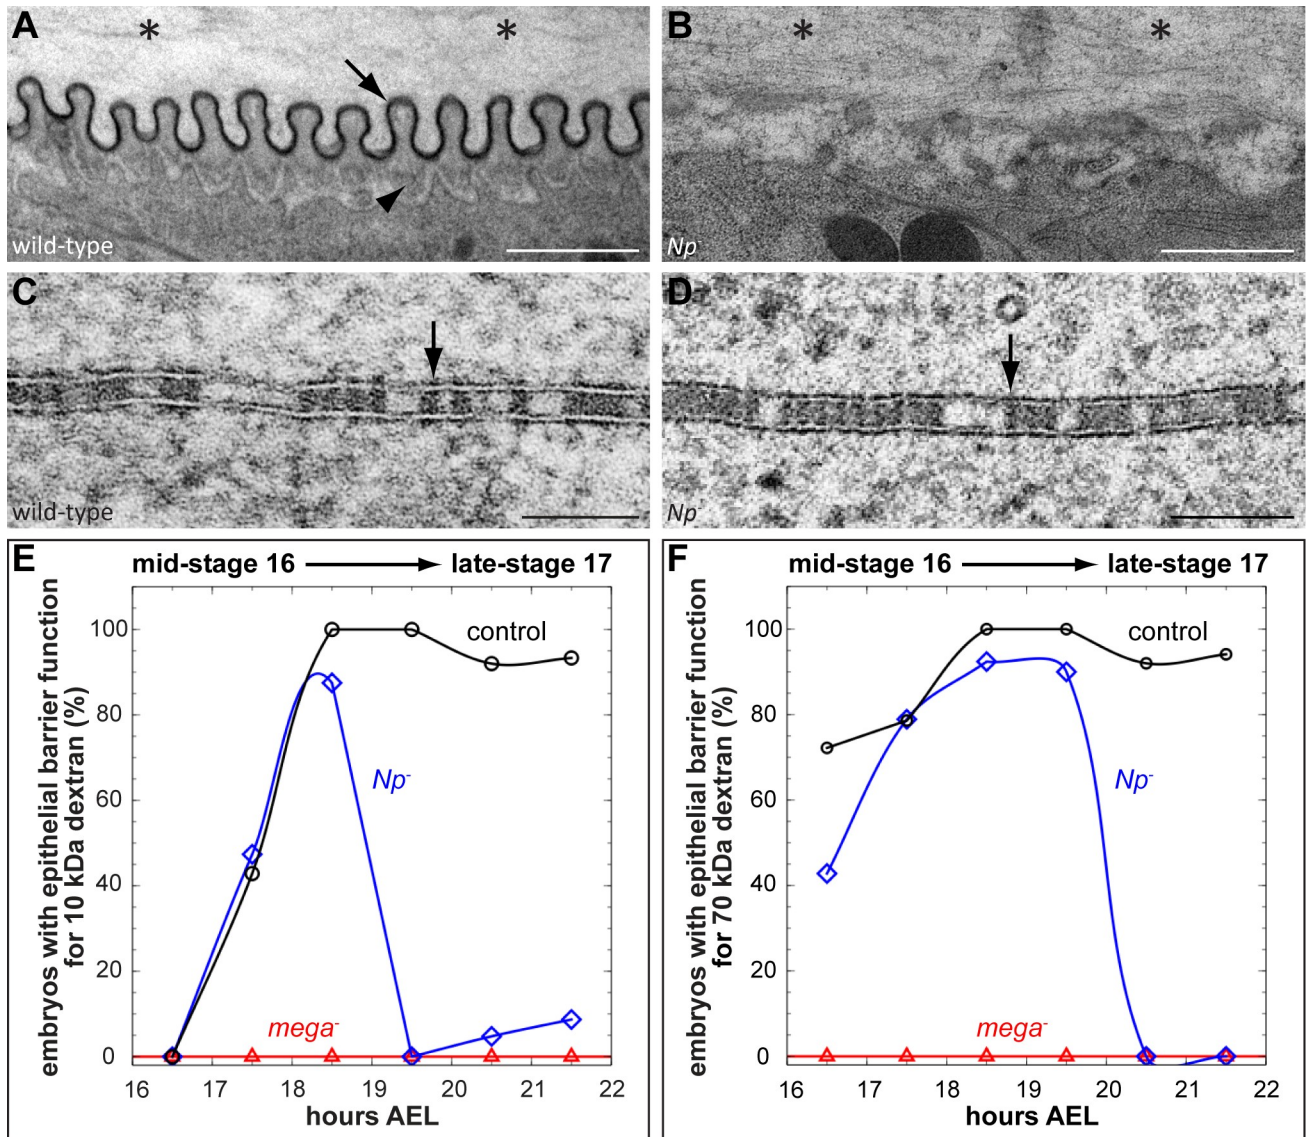 A
*
*
wild-type
B
*
*
Np-
C
wild-type
D
Np-
E
mid-stage 16
late-stage 17
embryos with epithelial barrier function
for 10 kDa dextran (%)
100
80
60
40
20
0
control
Np-
mega-
16 17 18 19 20 21 22
hours AEL
F
mid-stage 16
late-stage 17
embryos with epithelial barrier function
for 70 kDa dextran (%)
100
80
60
40
20
0
control
Np-
mega-
16 17 18 19 20 21 22
hours AEL